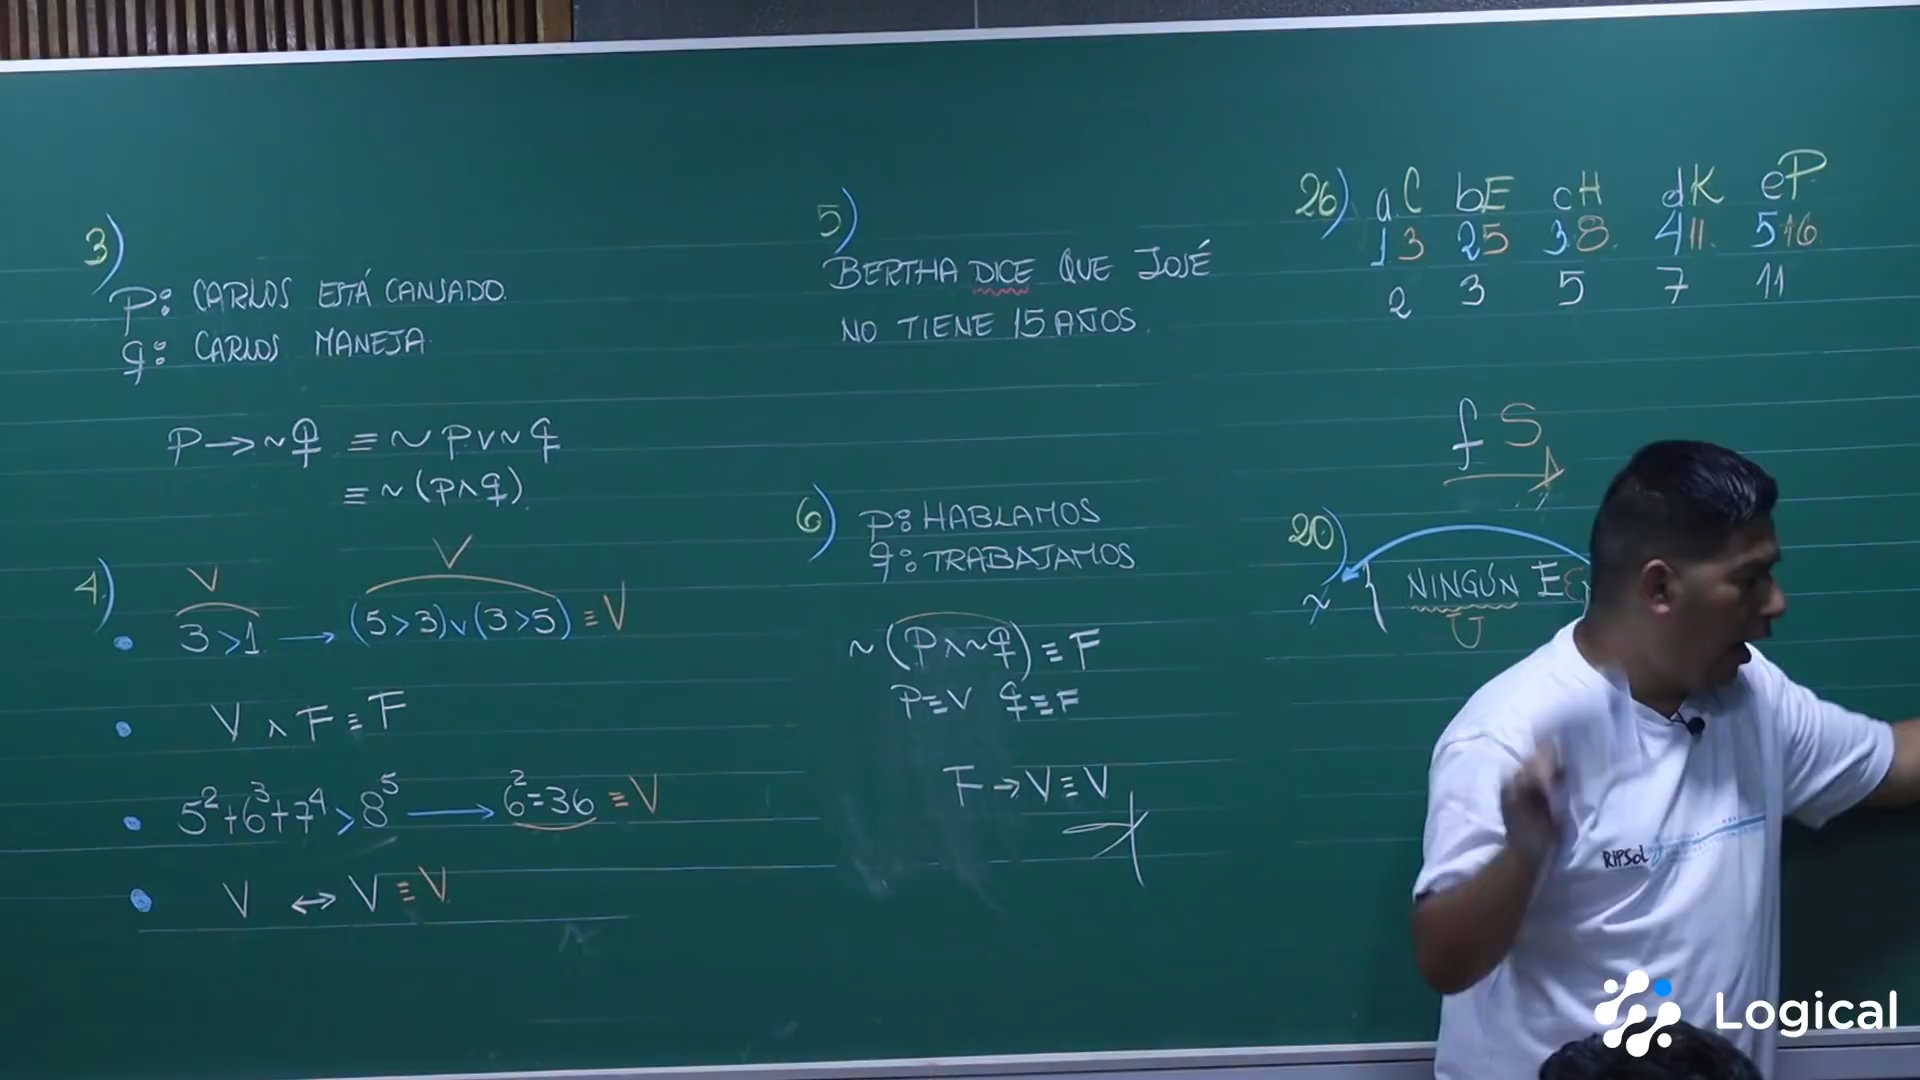 3)
P: CARLOS ESTÁ CANSADO.
q: CARLOS MANEJA
P → ~q ≡ ~p ∨ ~q
≡ ~(p ∧ q).
4)
V
V
3 > 1 → (5 > 3) ∨ (3 > 5) ≡ V
V ∧ F ≡ F
5² + 6³ + 7⁴ > 8⁵ → 6² = 36 ≡ V
V ↔ V ≡ V
5)
BERTHA DICE QUE JOSÉ
NO TIENE 15 AÑOS.
6)
p: HABLAMOS
q: TRABAJAMOS
~(P ∧ ~q) ≡ F
P ≡ V q ≡ F
F → V ≡ V
26) aC bE cH dK eP
13 25 38 411 516
2 3 5 7 11
f S
20)
~ { NINGÚN
U
RIPSOL
Logical